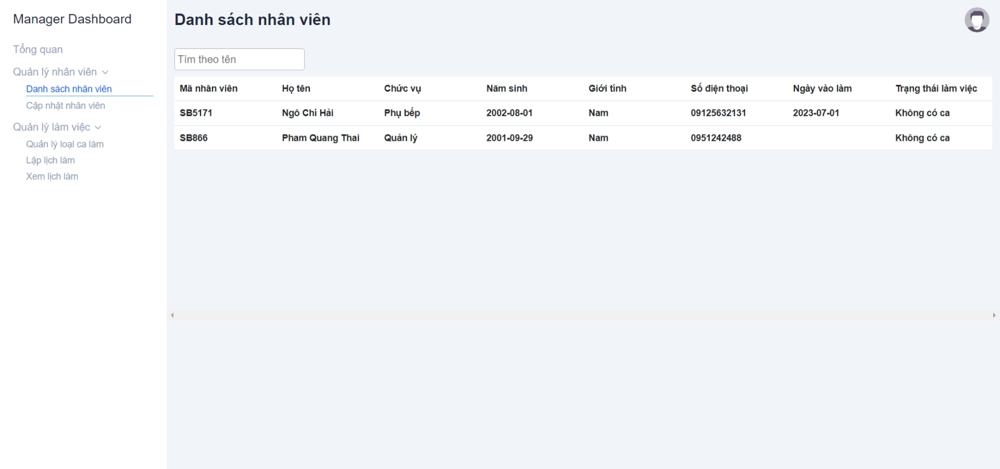 Manager Dashboard
Tổng quan
Quản lý nhân viên
Danh sách nhân viên
Cập nhật nhân viên
Quản lý làm việc
Quản lý loại ca làm
Lập lịch làm
Xem lịch làm
Danh sách nhân viên
Tìm theo tên
Mã nhân viên Họ tên Chức vụ Năm sinh Giới tính Số điện thoại Ngày vào làm Trạng thái làm việc
SB5171 Ngô Chí Hải Phụ bếp 2002-08-01 Nam 09125632131 2023-07-01 Không có ca
SB866 Pham Quang Thai Quản lý 2001-09-29 Nam 0951242488 Không có ca